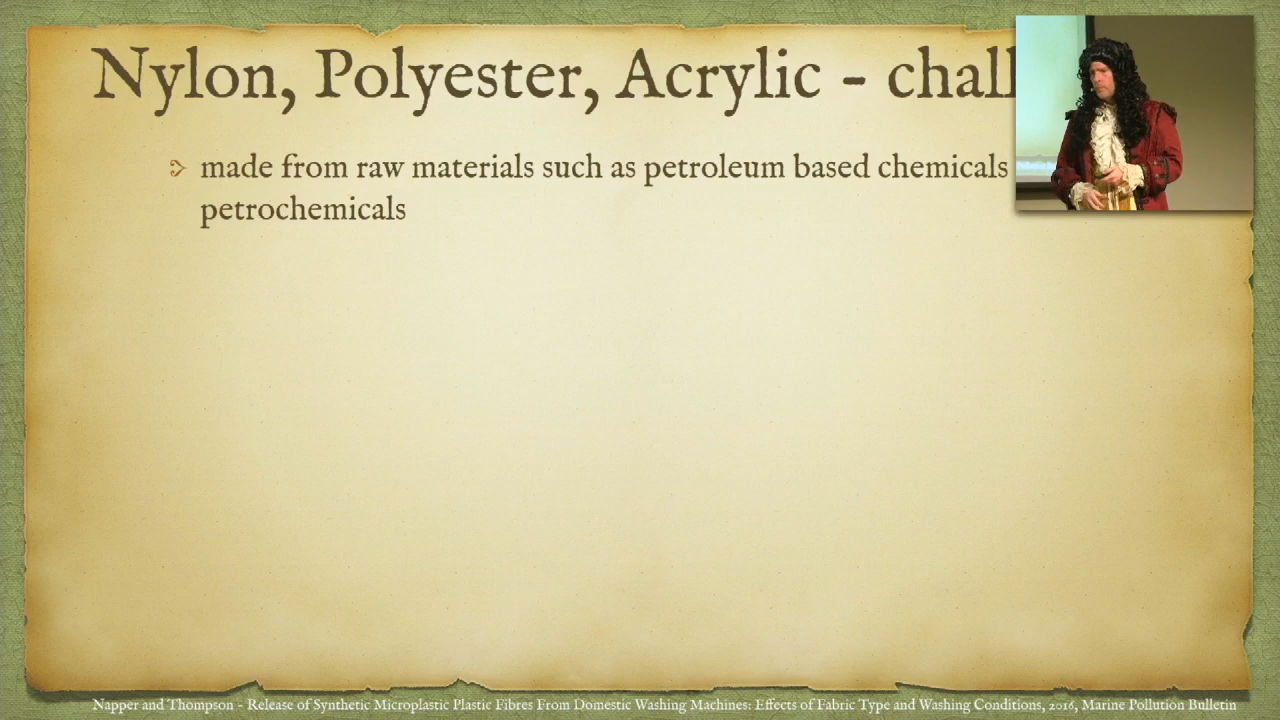 Nylon, Polyester, Acrylic - chall
made from raw materials such as petroleum based chemicals
petrochemicals
Napper and Thompson - Release of Synthetic Microplastic Plastic Fibres From Domestic Washing Machines: Effects of Fabric Type and Washing Conditions, 2016, Marine Pollution Bulletin